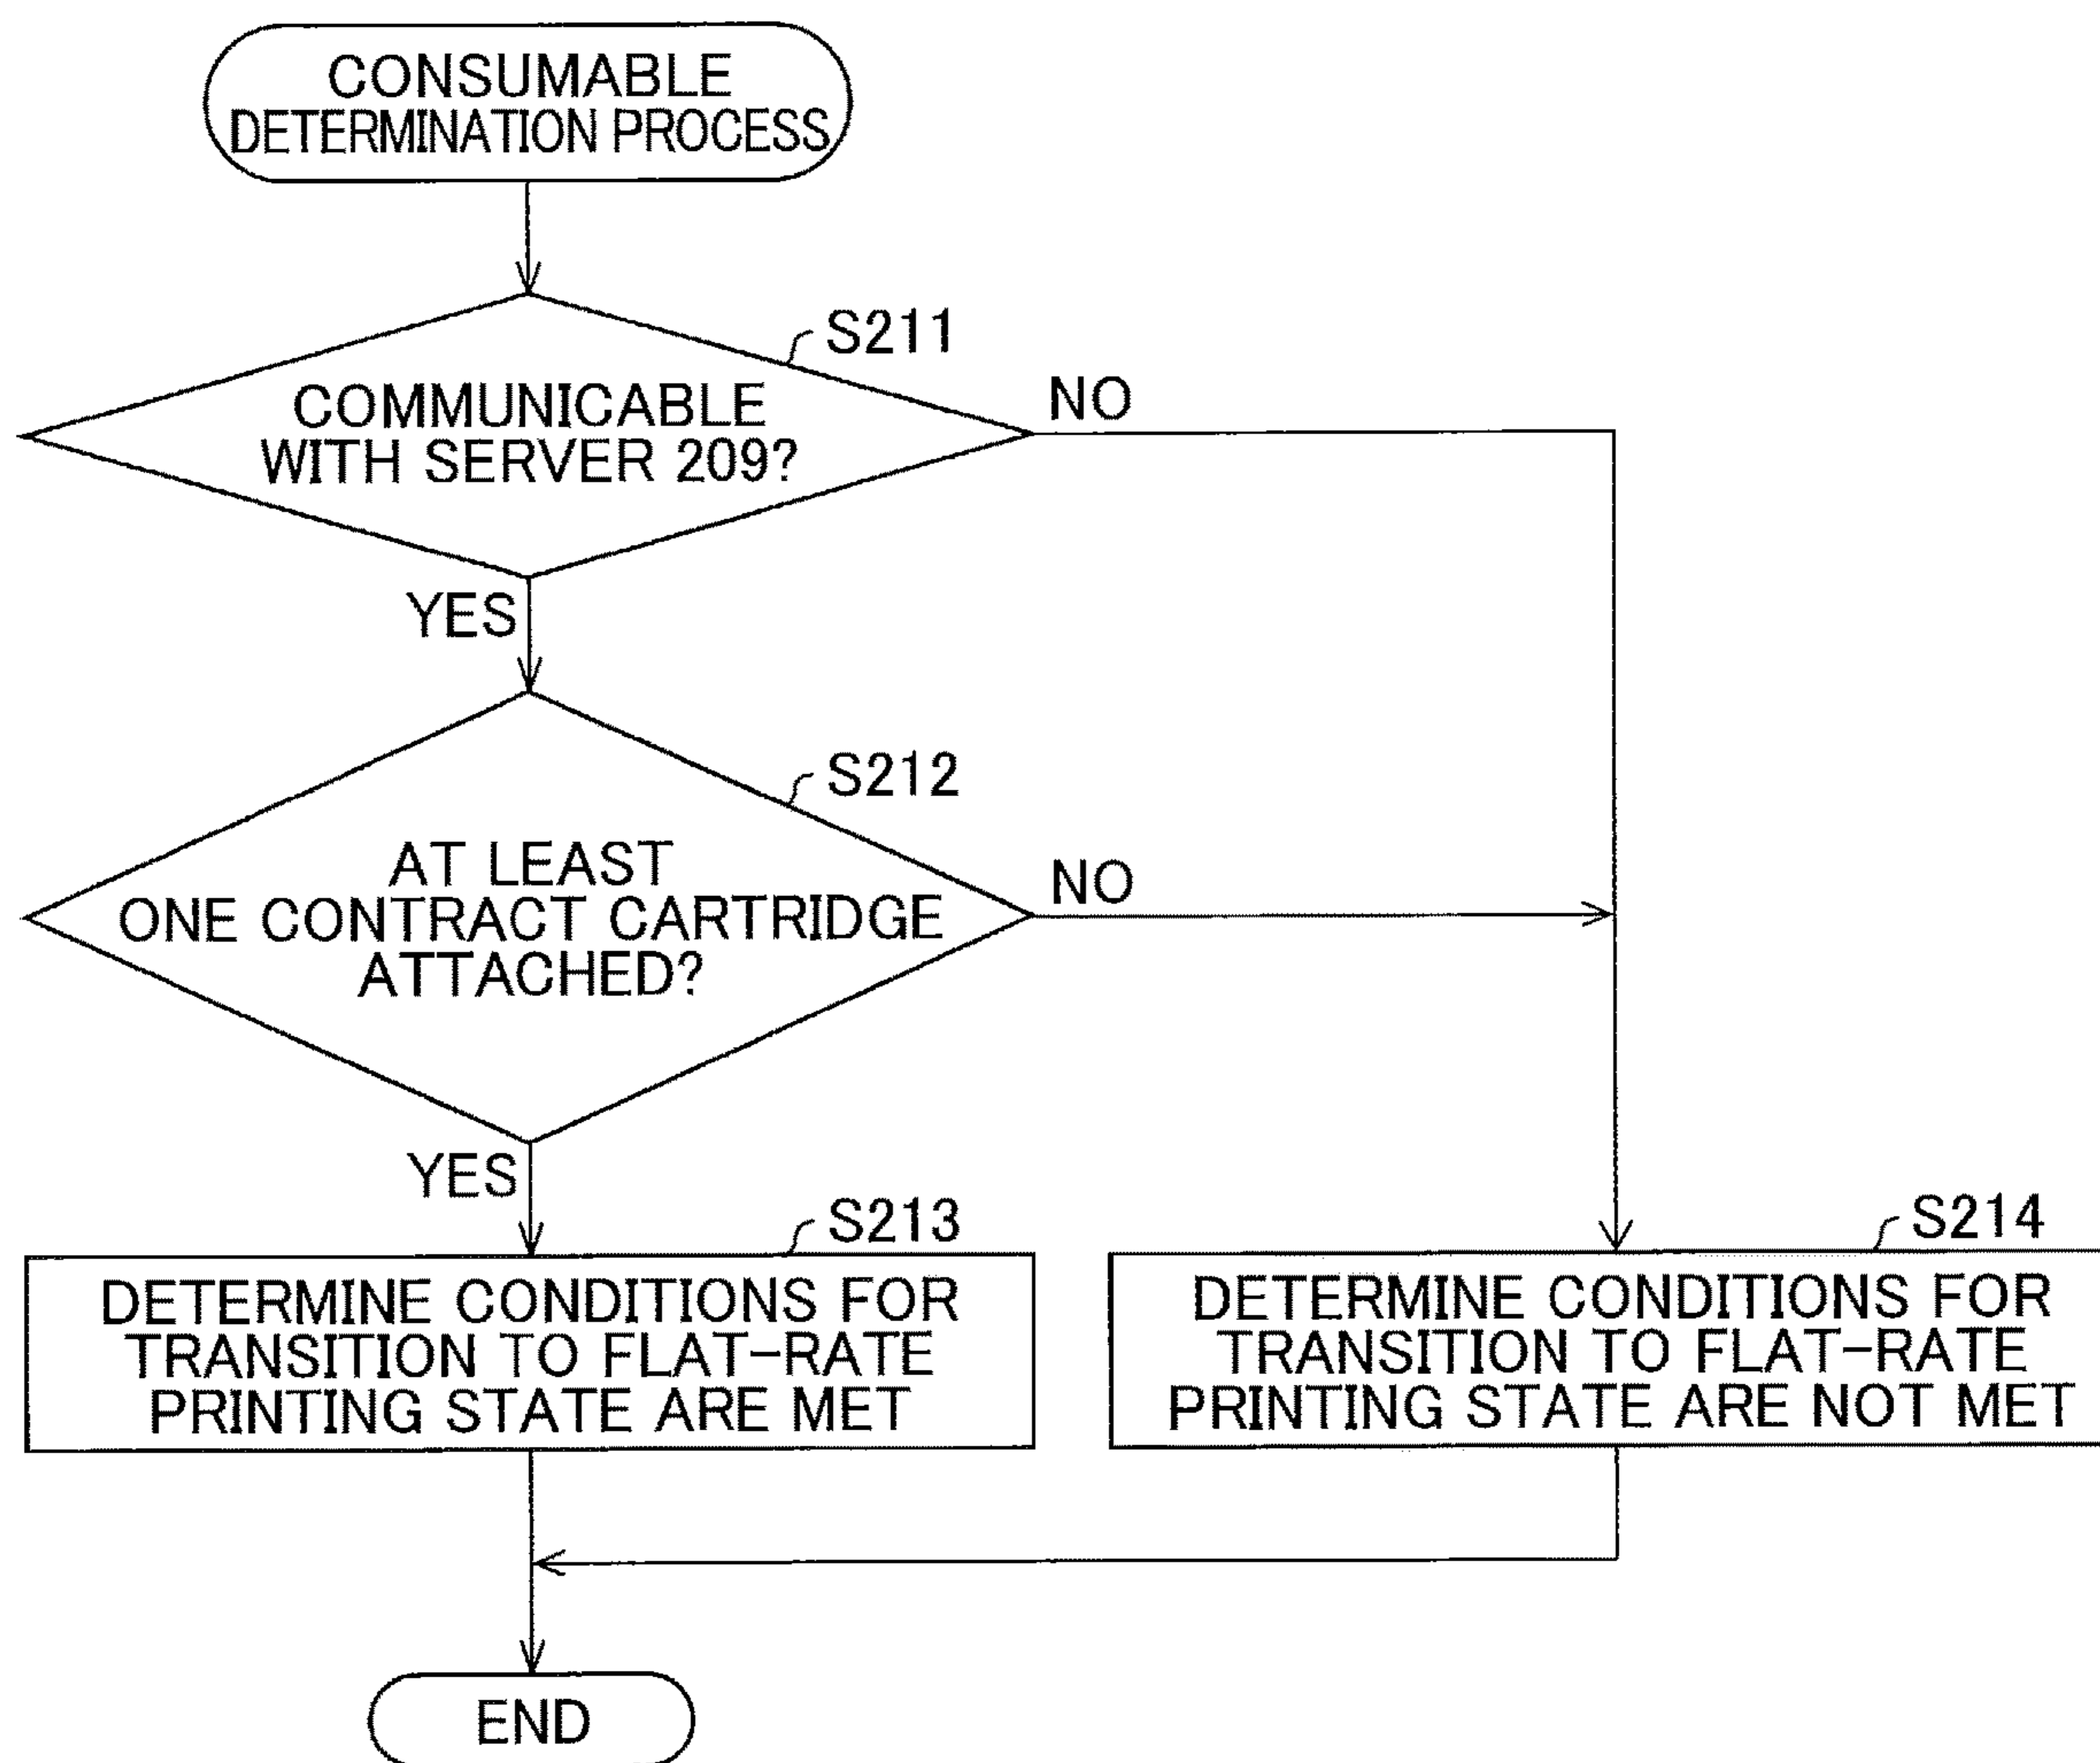 CONSUMABLE
DETERMINATION PROCESS
S211
COMMUNICABLE
WITH SERVER 209?
NO
YES
S212
AT LEAST
ONE CONTRACT CARTRIDGE
ATTACHED?
NO
YES
S213
DETERMINE CONDITIONS FOR
TRANSITION TO FLAT-RATE
PRINTING STATE ARE MET
S214
DETERMINE CONDITIONS FOR
TRANSITION TO FLAT-RATE
PRINTING STATE ARE NOT MET
END